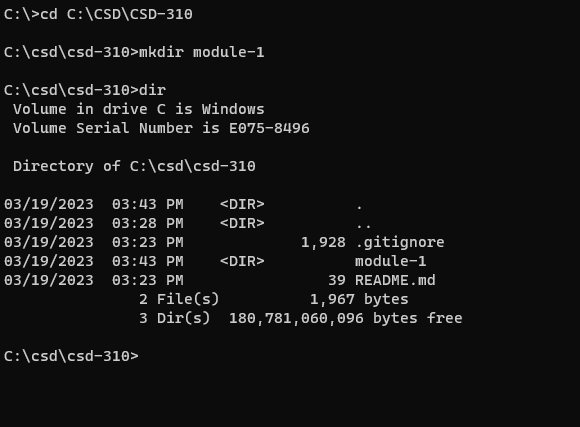 C:\>cd C:\CSD\CSD-310
C:\csd\csd-310>mkdir module-1
C:\csd\csd-310>dir
 Volume in drive C is Windows
 Volume Serial Number is E075-8496
 Directory of C:\csd\csd-310
03/19/2023  03:43 PM    <DIR>          .
03/19/2023  03:28 PM    <DIR>          ..
03/19/2023  03:23 PM             1,928 .gitignore
03/19/2023  03:43 PM    <DIR>          module-1
03/19/2023  03:23 PM                39 README.md
               2 File(s)          1,967 bytes
               3 Dir(s)  180,781,060,096 bytes free
C:\csd\csd-310>